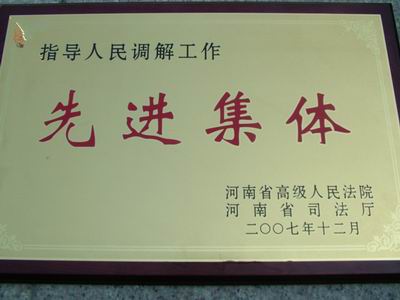 指导人民调解工作
先进集体
河南省高级人民法院
河南省司法厅
二〇〇七年十二月